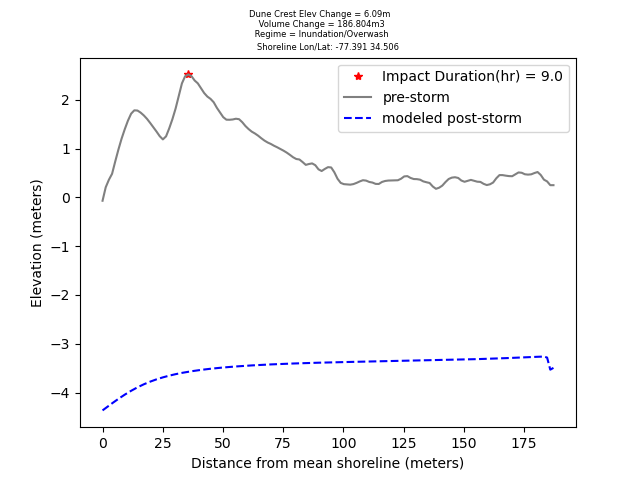 Dune Crest Elev Change = 6.09m
Volume Change = 186.804m3
Regime = Inundation/Overwash
Shoreline Lon/Lat: -77.391 34.506
Impact Duration(hr) = 9.0
pre-storm
modeled post-storm
2
1
0
−1
−2
−3
−4
Elevation (meters)
0 25 50 75 100 125 150 175
Distance from mean shoreline (meters)